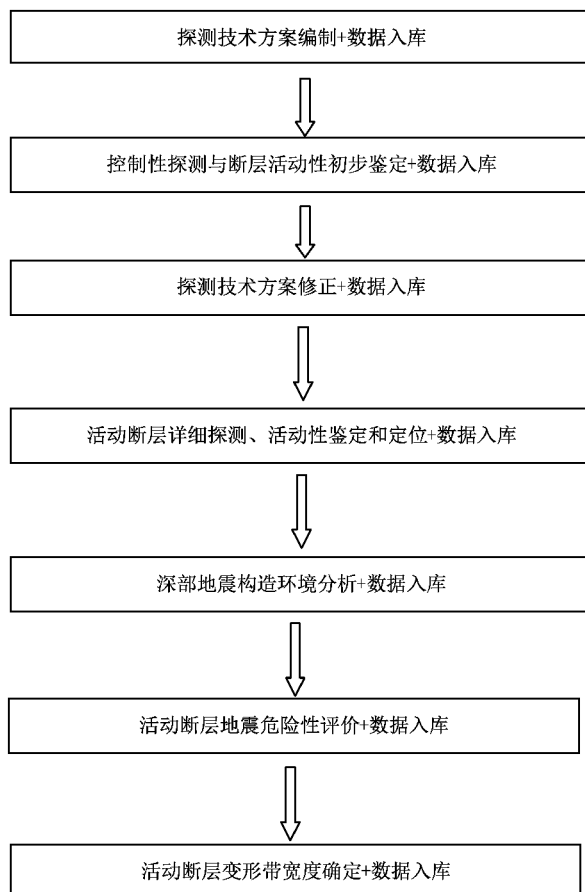 探测技术方案编制+数据入库
控制性探测与断层活动性初步鉴定+数据入库
探测技术方案修正+数据入库
活动断层详细探测、活动性鉴定和定位+数据入库
深部地震构造环境分析+数据入库
活动断层地震危险性评价+数据入库
活动断层变形带宽度确定+数据入库